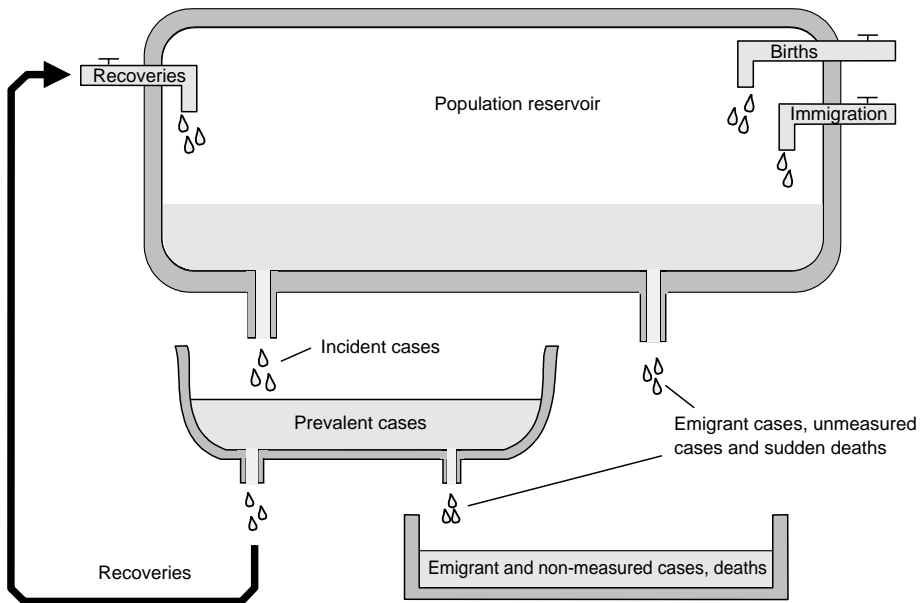 Births
Recoveries
Population reservoir
Immigration
Incident cases
Prevalent cases
Emigrant cases, unmeasured
cases and sudden deaths
Recoveries
Emigrant and non-measured cases, deaths